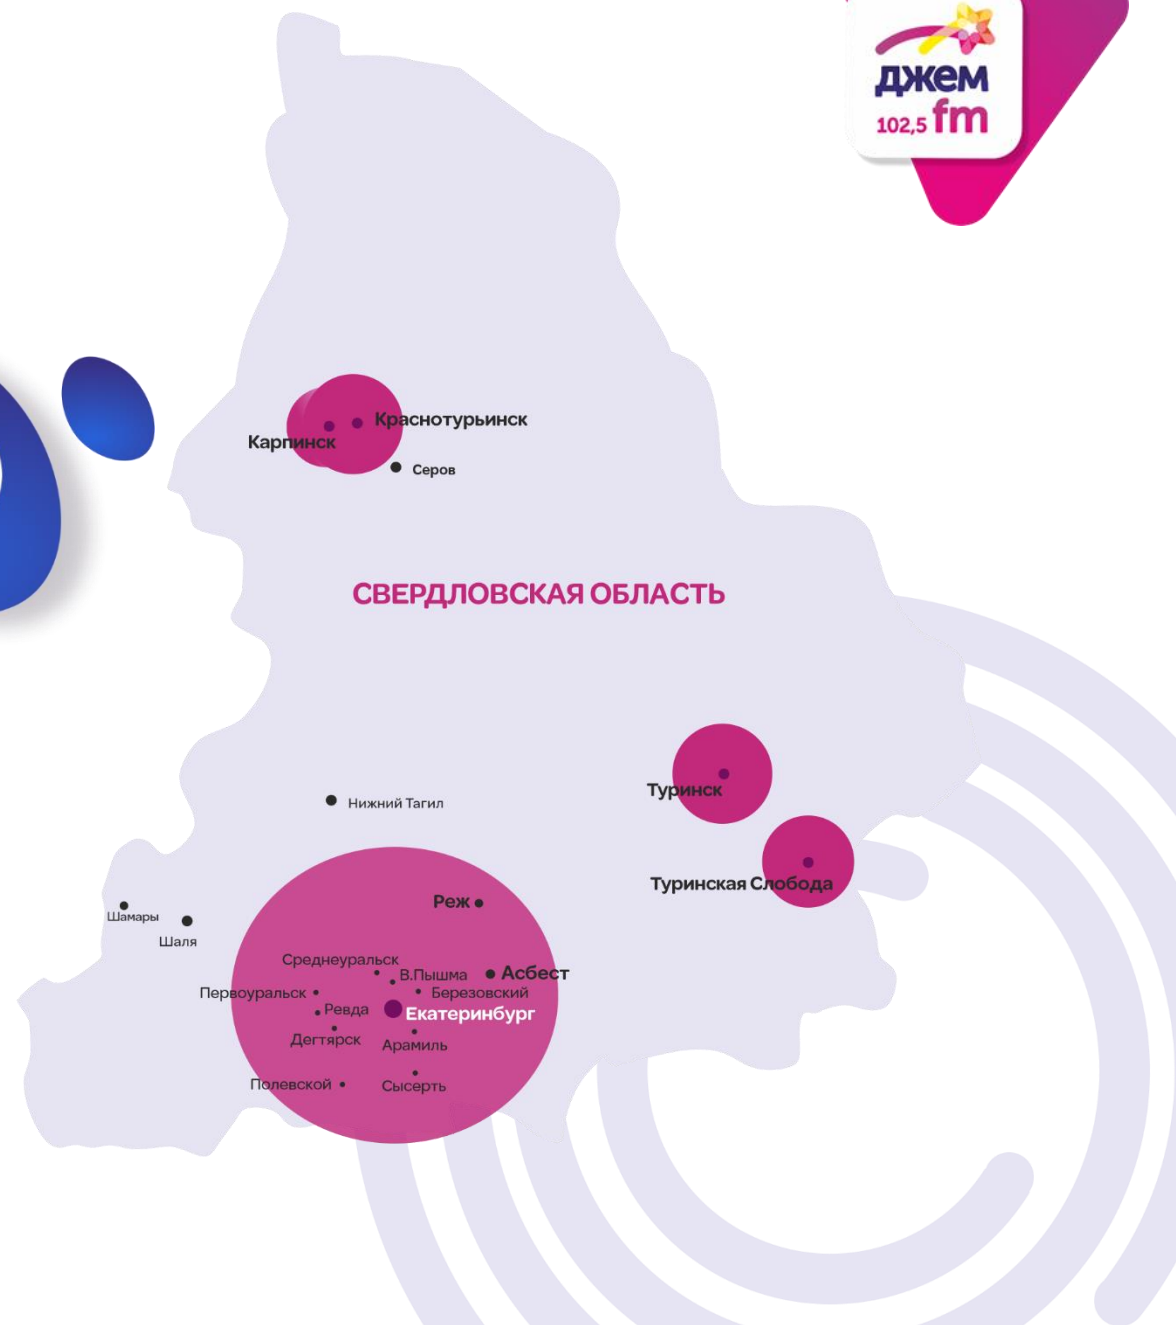 джем
102,5 fm
Краснотурьинск
Карпинск
Серов
СВЕРДЛОВСКАЯ ОБЛАСТЬ
Туринск
Нижний Тагил
Туринская Слобода
Реж
Шамары
Шаля
Среднеуральск
В.Пышма
Асбест
Первоуральск
Березовский
Ревда
Екатеринбург
Дегтярск
Арамиль
Полевской
Сысерть